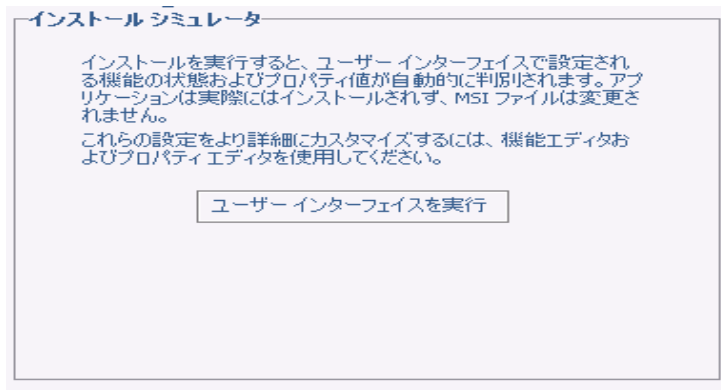 インストール シミュレータ
インストールを実行すると、ユーザー インターフェイスで設定され
る機能の状態およびプロパティ値が自動的に判別されます。アプ
リケーションは実際にはインストールされず、MSI ファイルは変更さ
れません。
これらの設定をより詳細にカスタマイズするには、機能エディタお
よびプロパティ エディタを使用してください。
ユーザー インターフェイスを実行